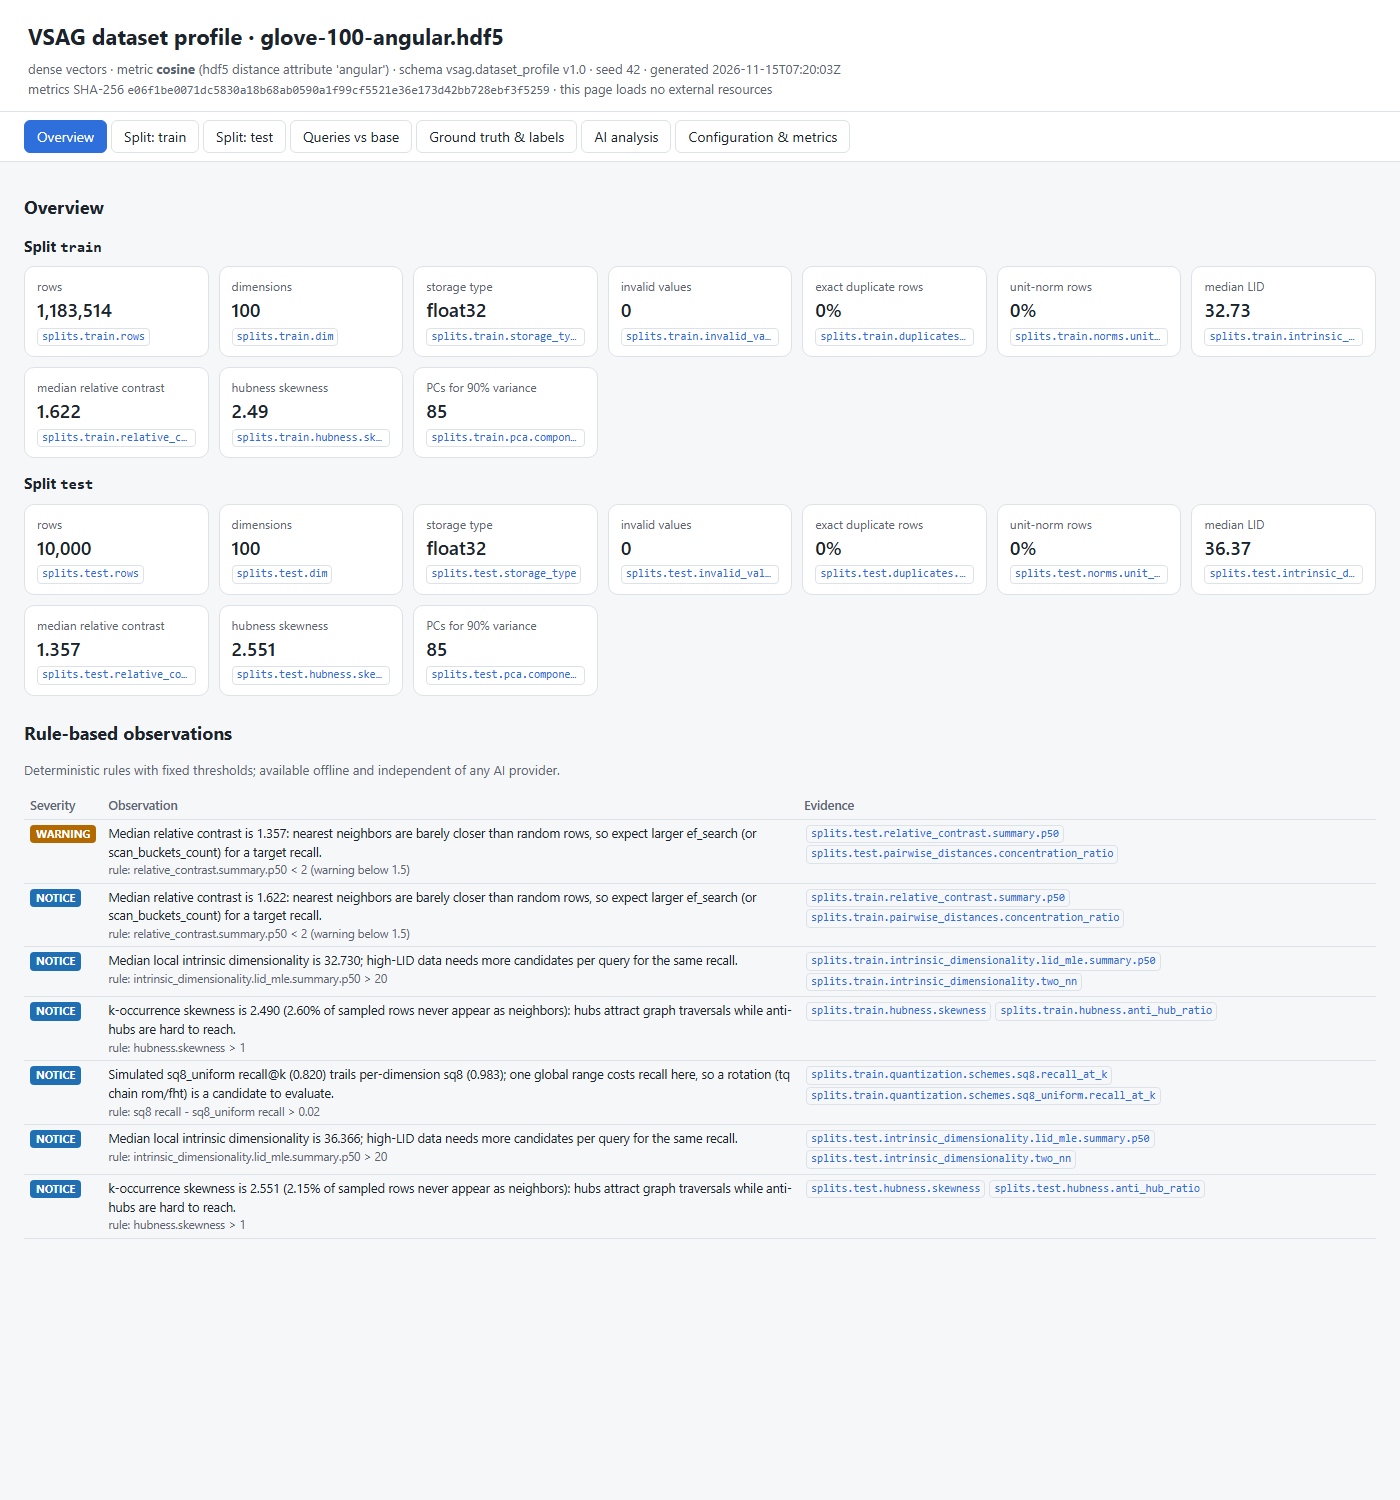 VSAG dataset profile · glove-100-angular.hdf5
dense vectors · metric cosine (hdf5 distance attribute 'angular') · schema vsag.dataset_profile v1.0 · seed 42 · generated 2026-11-15T07:20:03Z
metrics SHA-256 e06f1be0071dc5830a18b68ab0590a1f99cf5521e36e173d42bb728ebf3f5259 · this page loads no external resources
Overview Split: train Split: test Queries vs base Ground truth & labels AI analysis Configuration & metrics
Overview
Split train
rows dimensions storage type invalid values exact duplicate rows unit-norm rows median LID
1,183,514 100 float32 0 0% 0% 32.73
splits.train.rows splits.train.dim splits.train.storage_ty… splits.train.invalid_va… splits.train.duplicates… splits.train.norms.unit… splits.train.intrinsic_…
median relative contrast hubness skewness PCs for 90% variance
1.622 2.49 85
splits.train.relative_c… splits.train.hubness.sk… splits.train.pca.compon…
Split test
rows dimensions storage type invalid values exact duplicate rows unit-norm rows median LID
10,000 100 float32 0 0% 0% 36.37
splits.test.rows splits.test.dim splits.test.storage_type splits.test.invalid_val… splits.test.duplicates.… splits.test.norms.unit_… splits.test.intrinsic_d…
median relative contrast hubness skewness PCs for 90% variance
1.357 2.551 85
splits.test.relative_co… splits.test.hubness.ske… splits.test.pca.compone…
Rule-based observations
Deterministic rules with fixed thresholds; available offline and independent of any AI provider.
Severity Observation Evidence
WARNING Median relative contrast is 1.357: nearest neighbors are barely closer than random rows, so expect larger ef_search (or splits.test.relative_contrast.summary.p50
scan_buckets_count) for a target recall. splits.test.pairwise_distances.concentration_ratio
rule: relative_contrast.summary.p50 < 2 (warning below 1.5)
NOTICE Median relative contrast is 1.622: nearest neighbors are barely closer than random rows, so expect larger ef_search (or splits.train.relative_contrast.summary.p50
scan_buckets_count) for a target recall. splits.train.pairwise_distances.concentration_ratio
rule: relative_contrast.summary.p50 < 2 (warning below 1.5)
NOTICE Median local intrinsic dimensionality is 32.730; high-LID data needs more candidates per query for the same recall. splits.train.intrinsic_dimensionality.lid_mle.summary.p50
rule: intrinsic_dimensionality.lid_mle.summary.p50 > 20 splits.train.intrinsic_dimensionality.two_nn
NOTICE k-occurrence skewness is 2.490 (2.60% of sampled rows never appear as neighbors): hubs attract graph traversals while anti- splits.train.hubness.skewness splits.train.hubness.anti_hub_ratio
hubs are hard to reach.
rule: hubness.skewness > 1
NOTICE Simulated sq8_uniform recall@k (0.820) trails per-dimension sq8 (0.983); one global range costs recall here, so a rotation (tq splits.train.quantization.schemes.sq8.recall_at_k
chain rom/fht) is a candidate to evaluate. splits.train.quantization.schemes.sq8_uniform.recall_at_k
rule: sq8 recall - sq8_uniform recall > 0.02
NOTICE Median local intrinsic dimensionality is 36.366; high-LID data needs more candidates per query for the same recall. splits.test.intrinsic_dimensionality.lid_mle.summary.p50
rule: intrinsic_dimensionality.lid_mle.summary.p50 > 20 splits.test.intrinsic_dimensionality.two_nn
NOTICE k-occurrence skewness is 2.551 (2.15% of sampled rows never appear as neighbors): hubs attract graph traversals while anti- splits.test.hubness.skewness splits.test.hubness.anti_hub_ratio
hubs are hard to reach.
rule: hubness.skewness > 1